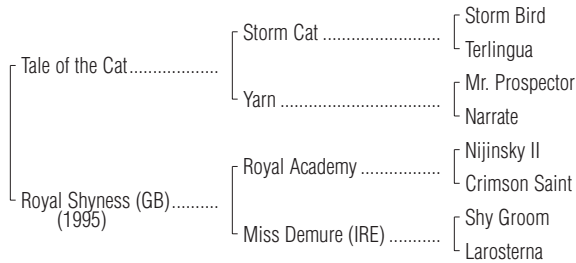 Storm Bird
Storm Cat ........................
Terlingua
Tale of the Cat..................
Mr. Prospector
Yarn .................................
Narrate
Nijinsky II
Royal Academy ................
Crimson Saint
Royal Shyness (GB)..........
(1995)
Shy Groom
Miss Demure (IRE) ...........
Larosterna